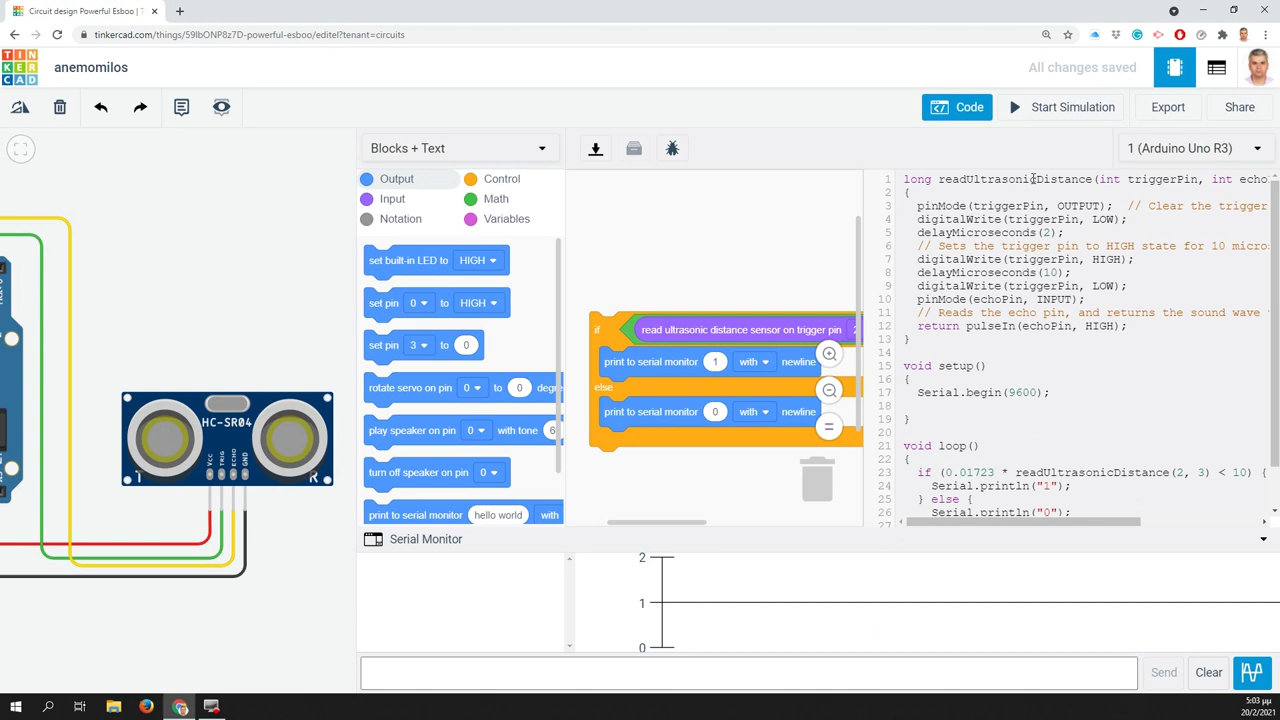 Circuit design Powerful Esboo | T
tinkercad.com/things/59IbONP8z7D-powerful-esboo/editel?tenant=circuits
TIN
KER
CAD
anemomilos
All changes saved
Code
Start Simulation
Export
Share
Blocks + Text
1 (Arduino Uno R3)
Output
Control
Input
Math
Notation
Variables
set built-in LED to HIGH
set pin 0 to HIGH
set pin 3 to 0
rotate servo on pin 0 to 0 degre
play speaker on pin 0 with tone 6
turn off speaker on pin 0
print to serial monitor hello world with
if read ultrasonic distance sensor on trigger pin 2
print to serial monitor 1 with newline
else
print to serial monitor 0 with newline
1 long readUltrasonicDistance(int triggerPin, int echo
2 {
3 pinMode(triggerPin, OUTPUT);  // Clear the trigger
4 digitalWrite(triggerPin, LOW);
5 delayMicroseconds(2);
6 // Sets the trigger pin to HIGH state for 10 micro
7 digitalWrite(triggerPin, HIGH);
8 delayMicroseconds(10);
9 digitalWrite(triggerPin, LOW);
10 pinMode(echoPin, INPUT);
11 // Reads the echo pin, and returns the sound wave
12 return pulseIn(echoPin, HIGH);
13 }
14
15 void setup()
16 {
17 Serial.begin(9600);
18
19 }
20
21 void loop()
22 {
23 if (0.01723 * readUltrasonicDistance(2, 3) < 10) {
24 Serial.println("1");
25 } else {
26 Serial.println("0");
27
HC-SR04
VCC
TRIG
ECHO
GND
T
R
Serial Monitor
2
1
0
Send
Clear
5:03 μμ
20/2/2021